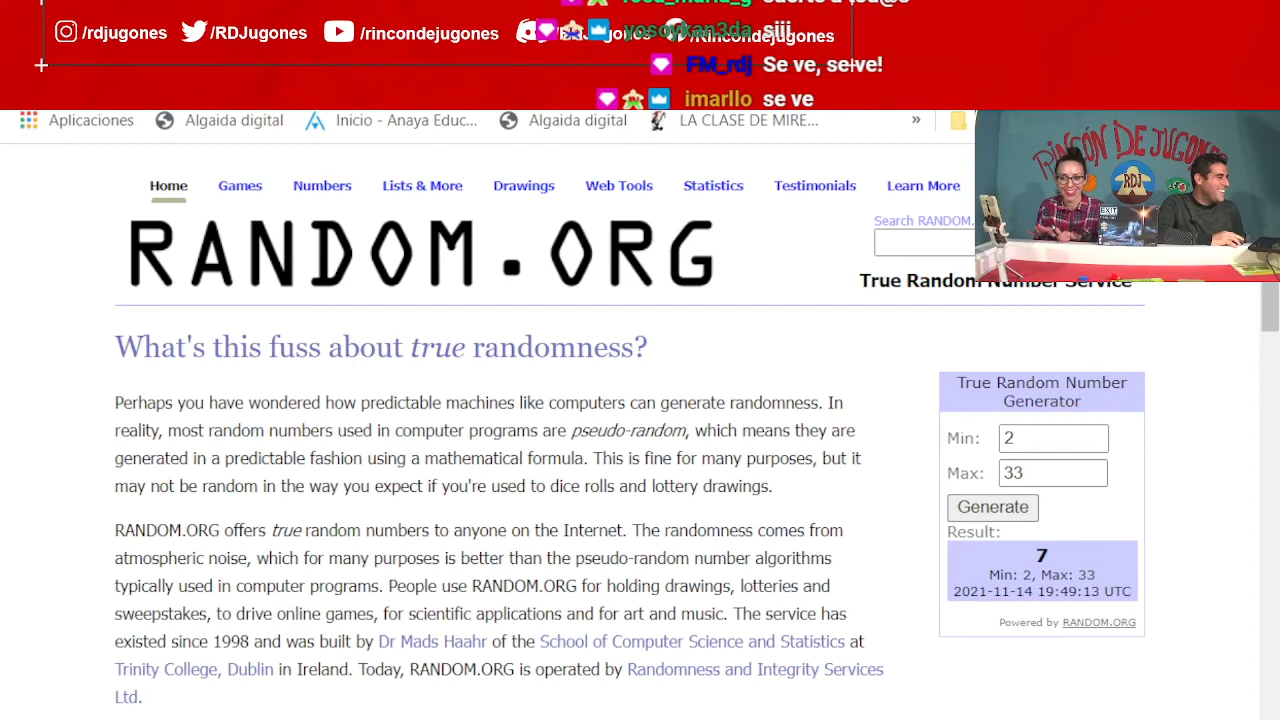 suerte a tod@s
/rdjugones /RDJugones /rincondejugones /Rincondejugones
yosoykan3da siii
FM_rdj Se ve, se ve!
imarllo se ve
Aplicaciones Algaida digital Inicio - Anaya Educ... Algaida digital LA CLASE DE MIRE... »
RINCÓN DE JUGONES
RDJ
EXIT
Home Games Numbers Lists & More Drawings Web Tools Statistics Testimonials Learn More
RANDOM.ORG
Search RANDOM.
True Random Number Service
What's this fuss about true randomness?
Perhaps you have wondered how predictable machines like computers can generate randomness. In
reality, most random numbers used in computer programs are pseudo-random, which means they are
generated in a predictable fashion using a mathematical formula. This is fine for many purposes, but it
may not be random in the way you expect if you're used to dice rolls and lottery drawings.
RANDOM.ORG offers true random numbers to anyone on the Internet. The randomness comes from
atmospheric noise, which for many purposes is better than the pseudo-random number algorithms
typically used in computer programs. People use RANDOM.ORG for holding drawings, lotteries and
sweepstakes, to drive online games, for scientific applications and for art and music. The service has
existed since 1998 and was built by Dr Mads Haahr of the School of Computer Science and Statistics at
Trinity College, Dublin in Ireland. Today, RANDOM.ORG is operated by Randomness and Integrity Services
Ltd.
True Random Number
Generator
Min: 2
Max: 33
Generate
Result:
7
Min: 2, Max: 33
2021-11-14 19:49:13 UTC
Powered by RANDOM.ORG